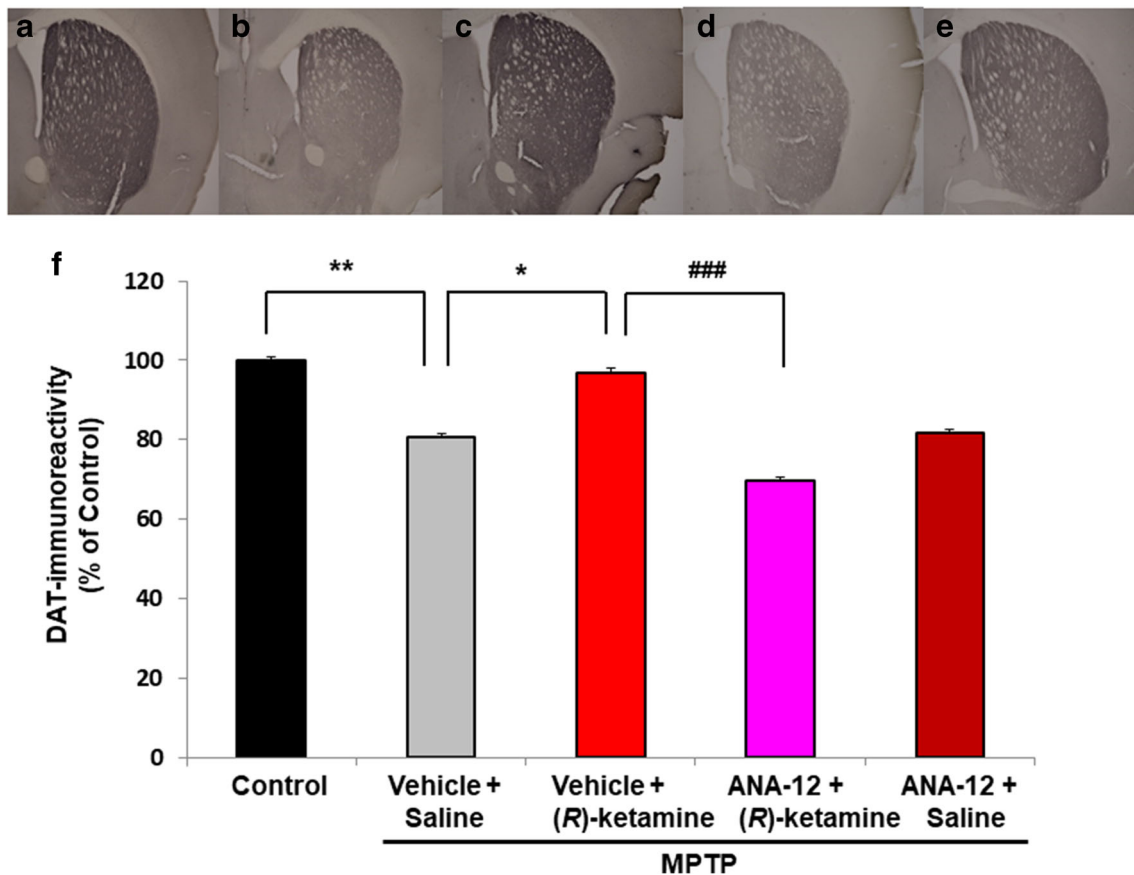 a b c d e
f
** * ###
120
100
80
60
40
20
0
DAT-immunoreactivity
(% of Control)
Control
Vehicle +
Saline
Vehicle +
(R)-ketamine
ANA-12 +
(R)-ketamine
ANA-12 +
Saline
MPTP